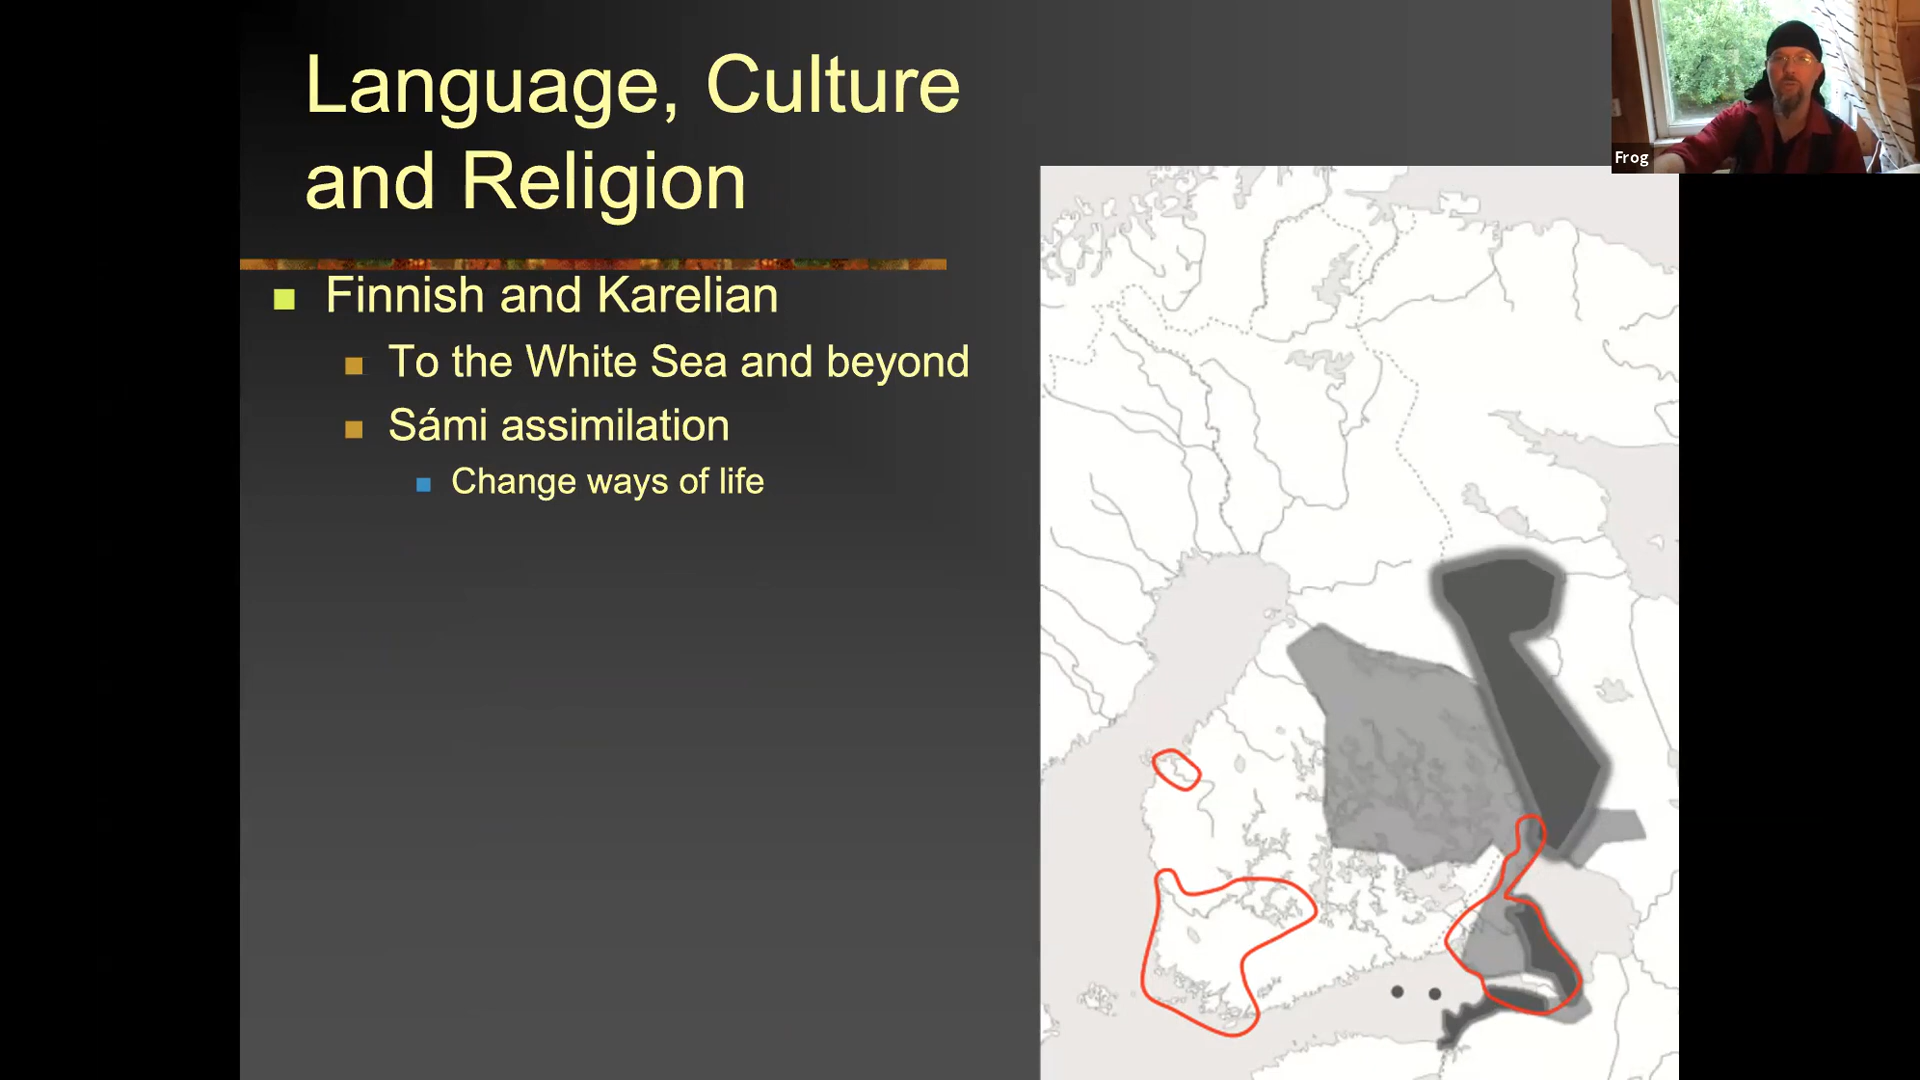 Language, Culture
and Religion
Finnish and Karelian
To the White Sea and beyond
Sámi assimilation
Change ways of life
Frog